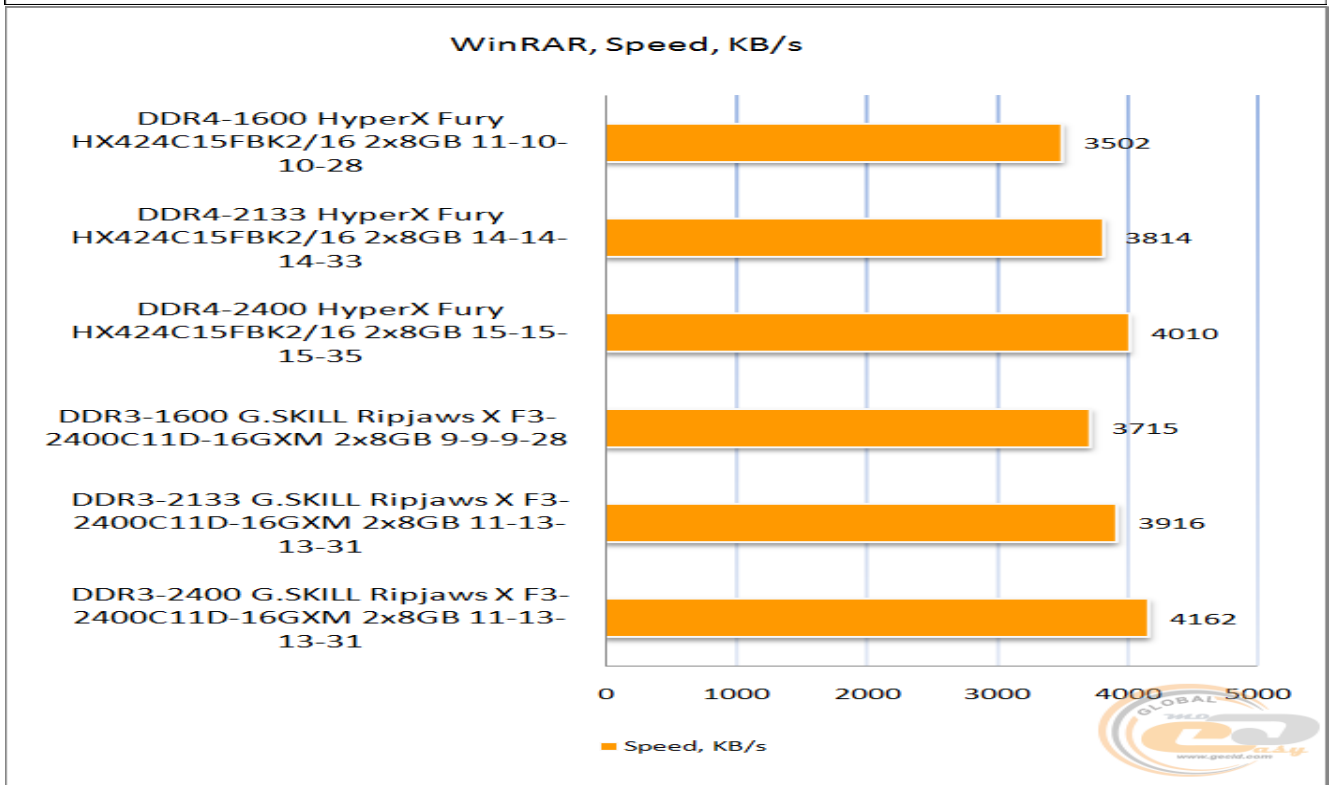 WinRAR, Speed, KB/s
DDR4-1600 HyperX Fury
HX424C15FBK2/16 2x8GB 11-10-
10-28
3502
DDR4-2133 HyperX Fury
HX424C15FBK2/16 2x8GB 14-14-
14-33
3814
DDR4-2400 HyperX Fury
HX424C15FBK2/16 2x8GB 15-15-
15-35
4010
DDR3-1600 G.SKILL Ripjaws X F3-
2400C11D-16GXM 2x8GB 9-9-9-28
3715
DDR3-2133 G.SKILL Ripjaws X F3-
2400C11D-16GXM 2x8GB 11-13-
13-31
3916
DDR3-2400 G.SKILL Ripjaws X F3-
2400C11D-16GXM 2x8GB 11-13-
13-31
4162
0 1000 2000 3000 4000 5000
Speed, KB/s
GLOBAL
easy
www.gecid.com